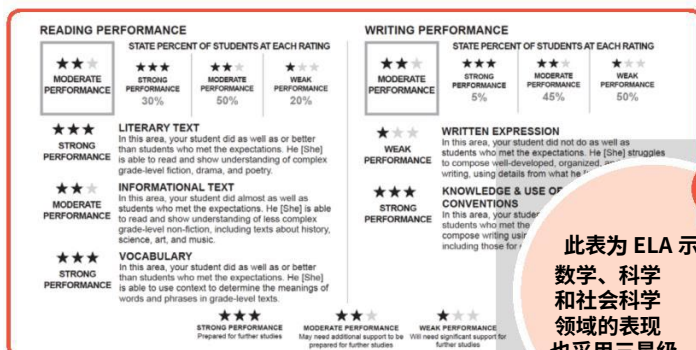 READING PERFORMANCE
STATE PERCENT OF STUDENTS AT EACH RATING
MODERATE
PERFORMANCE
STRONG
PERFORMANCE
30%
MODERATE
PERFORMANCE
50%
WEAK
PERFORMANCE
20%
STRONG
PERFORMANCE
LITERARY TEXT
In this area, your student did as well as or better
than students who met the expectations. He [She]
is able to read and show understanding of complex
grade-level fiction, drama, and poetry.
MODERATE
PERFORMANCE
INFORMATIONAL TEXT
In this area, your student did almost as well as
students who met the expectations. He [She] is able
to read and show understanding of less complex
grade-level non-fiction, including texts about history,
science, art, and music.
STRONG
PERFORMANCE
VOCABULARY
In this area, your student did as well as or better
than students who met the expectations. He [She]
is able to use context to determine the meanings of
words and phrases in grade-level texts.
WRITING PERFORMANCE
STATE PERCENT OF STUDENTS AT EACH RATING
MODERATE
PERFORMANCE
STRONG
PERFORMANCE
5%
MODERATE
PERFORMANCE
45%
WEAK
PERFORMANCE
50%
WEAK
PERFORMANCE
WRITTEN EXPRESSION
In this area, your student did not do as well as
students who met the expectations. He [She] struggles
to compose well-developed, organized,
writing, using details from what he
STRONG
PERFORMANCE
KNOWLEDGE & USE OF
CONVENTIONS
In this area, your
students who met the
compose writing
including those for
STRONG PERFORMANCE
Prepared for further studies
MODERATE PERFORMANCE
May need additional support to be
prepared for further studies
WEAK PERFORMANCE
Will need significant support for
further studies
此表为 ELA 示
数学、科学
和社会科学
领域的表现
也采用三星级